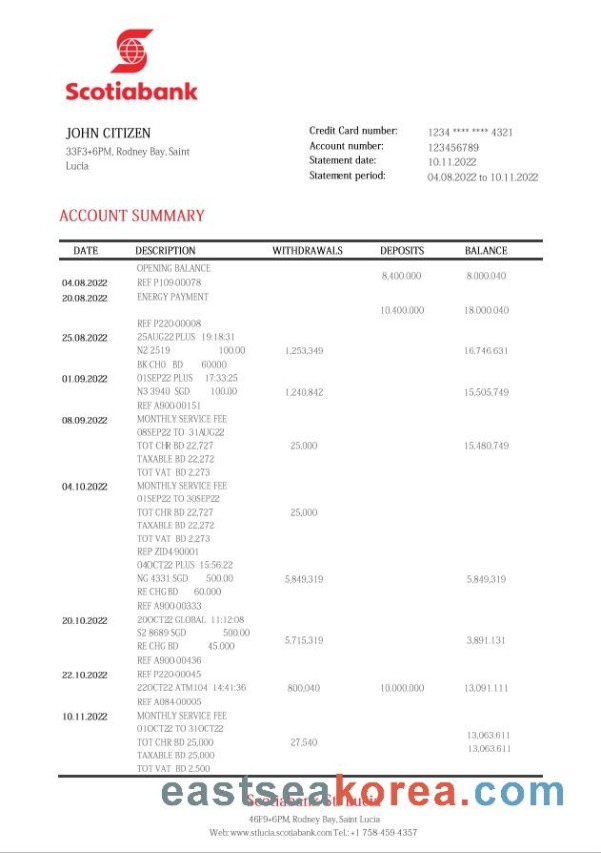 Scotiabank
JOHN CITIZEN
33F3+6PM, Rodney Bay, Saint
Lucia
Credit Card number: 1234 **** **** 4321
Account number: 123456789
Statement date: 10.11.2022
Statement period: 04.08.2022 to 10.11.2022
ACCOUNT SUMMARY
DATE DESCRIPTION WITHDRAWALS DEPOSITS BALANCE
OPENING BALANCE
8,400.000 8.000.040
04.08.2022 REF P109-00078
20.08.2022 ENERGY PAYMENT
10.400.000 18.000.040
REF P220-00008
25.08.2022 25AUG22 PLUS 19:18:31
N2 2519 100.00 1,253,349 16,746.631
BK CH0 BD 60000
01.09.2022 01SEP22 PLUS 17:33:25
N3 3940 SGD 100.00 1,240,842 15,505,749
REF A900-00151
08.09.2022 MONTHLY SERVICE FEE
08SEP22 TO 31AUG22
TOT CHR BD 22,727 25,000 15,480,749
TAXABLE BD 22,272
TOT VAT BD 2,273
04.10.2022 MONTHLY SERVICE FEE
01SEP22 TO 30SEP22
TOT CHR BD 22,727 25,000
TAXABLE BD 22,272
TOT VAT BD 2,273
REP ZID4-90001
04OCT22 PLUS 15:56:22
NG 4331 SGD 500.00 5,849,319 5,849,319
RE CHG BD 60.000
REF A900-00333
20.10.2022 20OCT22 GLOBAL 11:12:08
S2 8689 SGD 500.00
5,715,319 3,891.131
RE CHG BD 45.000
REF A900-00436
22.10.2022 REF P220-00045
22OCT22 ATM104 14:41:36 800,040 10.000.000 13,091.111
REF A084-00005
10.11.2022 MONTHLY SERVICE FEE
01OCT22 TO 31OCT22 13,063.611
TOT CHR BD 25,000 27,540
TAXABLE BD 25,000 13,063.611
TOT VAT BD 2.500
eastseakorea.com
Scotiabank St. Lucia
46F9+6PM, Rodney Bay, Saint Lucia
Web: www.stlucia.scotiabank.com Tel.: +1 758-459-4357